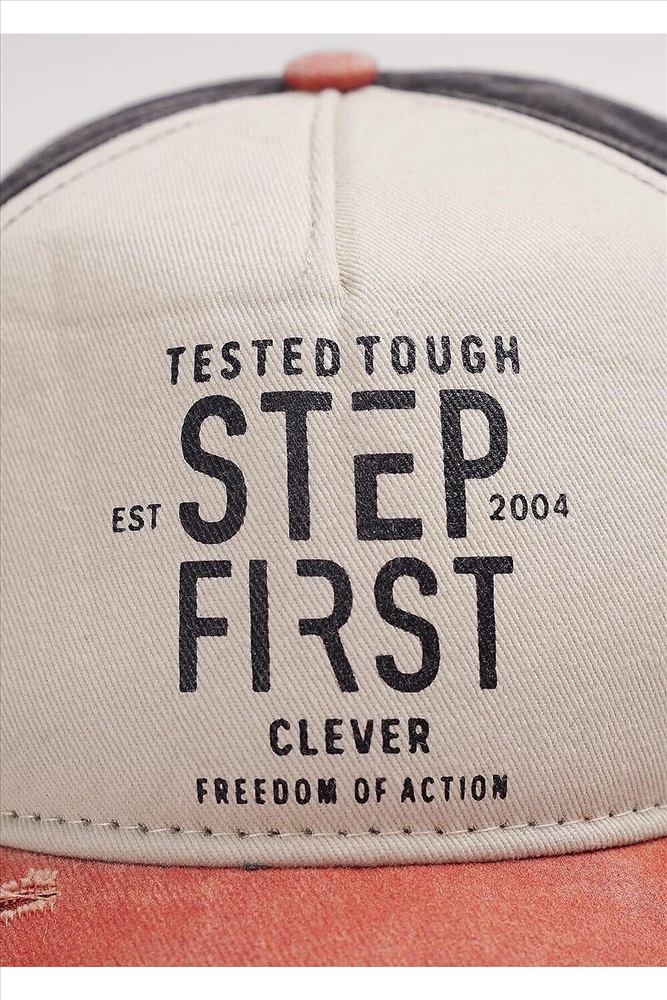 TESTED TOUGH
STEP
EST 2004
FIRST
CLEVER
FREEDOM OF ACTION